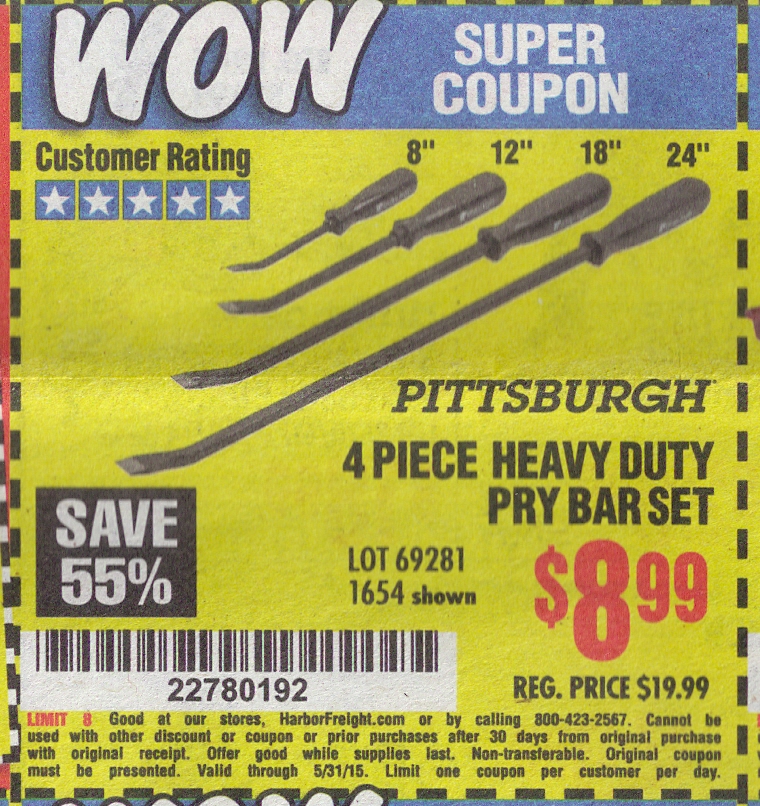 WOW
SUPER
COUPON
Customer Rating
8" 12" 18" 24"
PITTSBURGH
4 PIECE HEAVY DUTY
PRY BAR SET
SAVE
55%
LOT 69281
1654 shown
$8.99
REG. PRICE $19.99
22780192
LIMIT 8 Good at our stores, HarborFreight.com or by calling 800-423-2567. Cannot be
used with other discount or coupon or prior purchases after 30 days from original purchase
with original receipt. Offer good while supplies last. Non-transferable. Original coupon
must be presented. Valid through 5/31/15. Limit one coupon per customer per day.